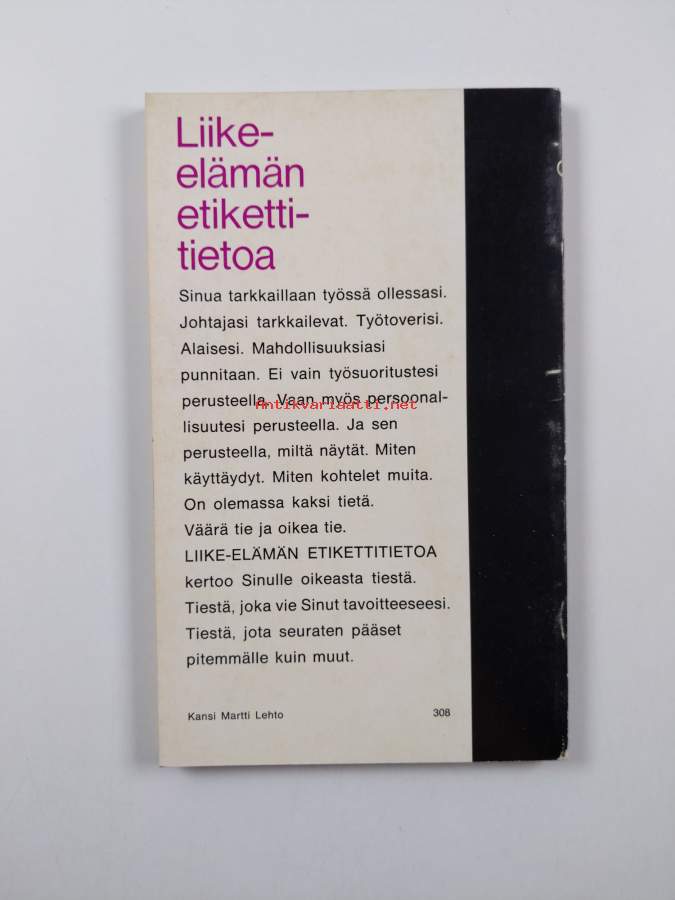 Liike-
elämän
etiketti-
tietoa
Sinua tarkkaillaan työssä ollessasi.
Johtajasi tarkkailevat. Työtoverisi.
Alaisesi. Mahdollisuuksiasi
punnitaan. Ei vain työsuoritustesi
perusteella. Vaan myös persoonal-
Antikvariaatti.net
lisuutesi perusteella. Ja sen
perusteella, miltä näytät. Miten
käyttäydyt. Miten kohtelet muita.
On olemassa kaksi tietä.
Väärä tie ja oikea tie.
LIIKE-ELÄMÄN ETIKETTITIETOA
kertoo Sinulle oikeasta tiestä.
Tiestä, joka vie Sinut tavoitteeseesi.
Tiestä, jota seuraten pääset
pitemmälle kuin muut.
Kansi Martti Lehto 308